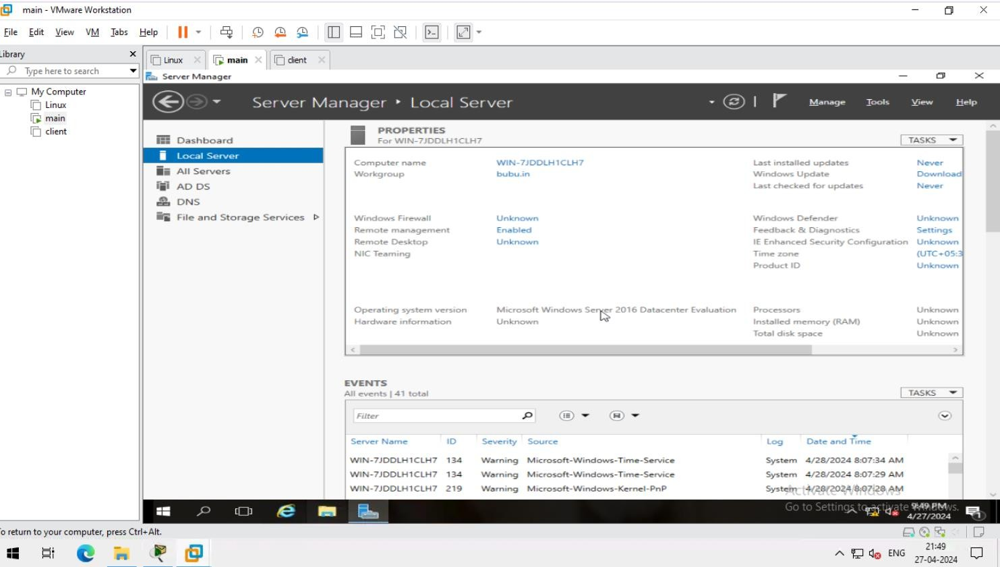 main - VMware Workstation
File Edit View VM Tabs Help
Library
Type here to search
My Computer
Linux
main
client
Linux main client
Server Manager
Server Manager ‣ Local Server
Manage Tools View Help
Dashboard
Local Server
All Servers
AD DS
DNS
File and Storage Services
PROPERTIES
For WIN-7JDDLH1CLH7
TASKS
Computer name WIN-7JDDLH1CLH7 Last installed updates Never
Workgroup bubu.in Windows Update Download
Last checked for updates Never
Windows Firewall Unknown Windows Defender Unknown
Remote management Enabled Feedback & Diagnostics Settings
Remote Desktop Unknown IE Enhanced Security Configuration Unknown
NIC Teaming Time zone (UTC+05:3
Product ID Unknown
Operating system version Microsoft Windows Server 2016 Datacenter Evaluation Processors Unknown
Hardware information Unknown Installed memory (RAM) Unknown
Total disk space Unknown
EVENTS
All events | 41 total
TASKS
Filter
Server Name ID Severity Source Log Date and Time
WIN-7JDDLH1CLH7 134 Warning Microsoft-Windows-Time-Service System 4/28/2024 8:07:34 AM
WIN-7JDDLH1CLH7 134 Warning Microsoft-Windows-Time-Service System 4/28/2024 8:07:29 AM
WIN-7JDDLH1CLH7 219 Warning Microsoft-Windows-Kernel-PnP System 4/28/2024 8:07:28 AM
Activate Windows
Go to Settings to activate Windows.
9:49 PM
4/27/2024
1
To return to your computer, press Ctrl+Alt.
ENG
21:49
27-04-2024